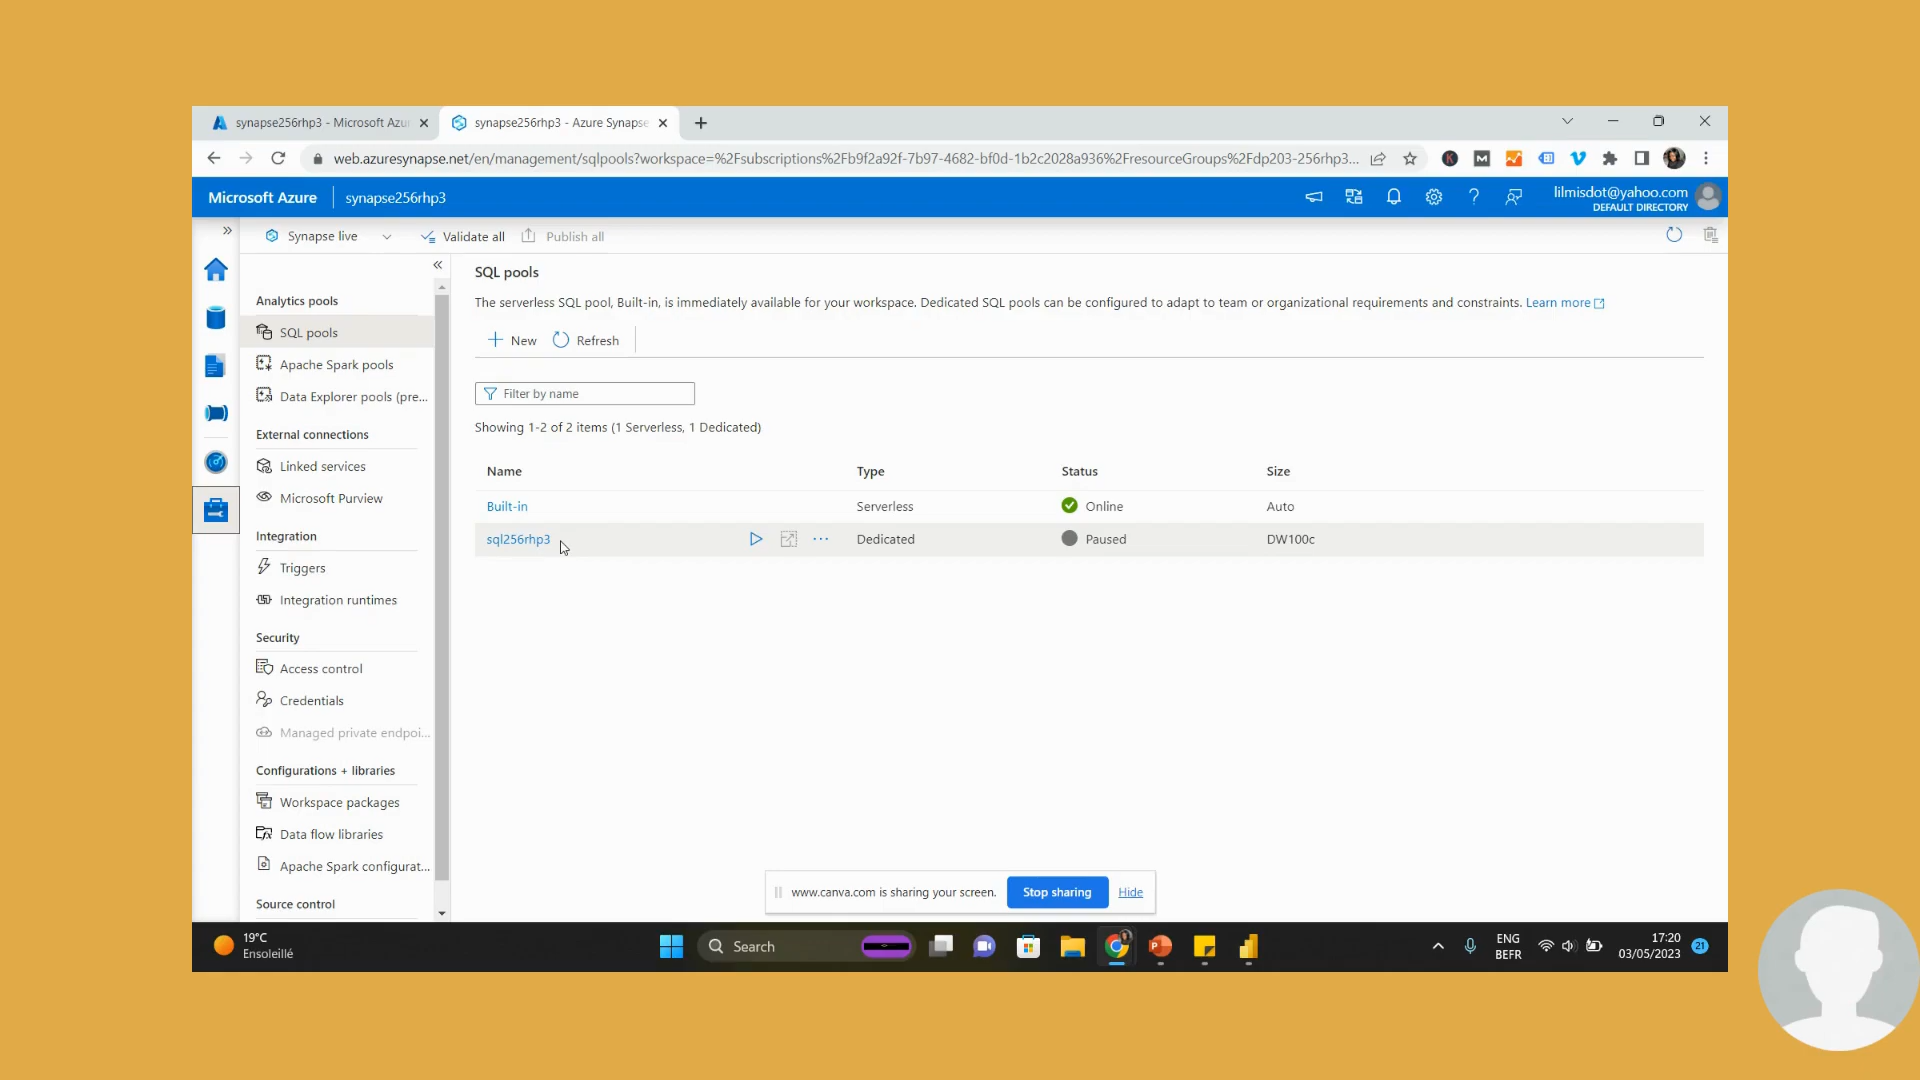 synapse256rhp3 - Microsoft Azu
synapse256rhp3 - Azure Synapse
web.azuresynapse.net/en/management/sqlpools?workspace=%2Fsubscriptions%2Fb9f2a92f-7b97-4682-bf0d-1b2c2028a936%2FresourceGroups%2Fdp203-256rhp3...
Microsoft Azure
synapse256rhp3
lilmisdot@yahoo.com
DEFAULT DIRECTORY
Synapse live
Validate all
Publish all
Analytics pools
SQL pools
Apache Spark pools
Data Explorer pools (pre...
External connections
Linked services
Microsoft Purview
Integration
Triggers
Integration runtimes
Security
Access control
Credentials
Managed private endpoi...
Configurations + libraries
Workspace packages
Data flow libraries
Apache Spark configurat...
Source control
SQL pools
The serverless SQL pool, Built-in, is immediately available for your workspace. Dedicated SQL pools can be configured to adapt to team or organizational requirements and constraints. Learn more
New Refresh
Filter by name
Showing 1-2 of 2 items (1 Serverless, 1 Dedicated)
Name Type Status Size
Built-in Serverless Online Auto
sql256rhp3 Dedicated Paused DW100c
www.canva.com is sharing your screen. Stop sharing Hide
19°C
Ensoleillé
Search
ENG
BEFR
17:20
03/05/2023
21